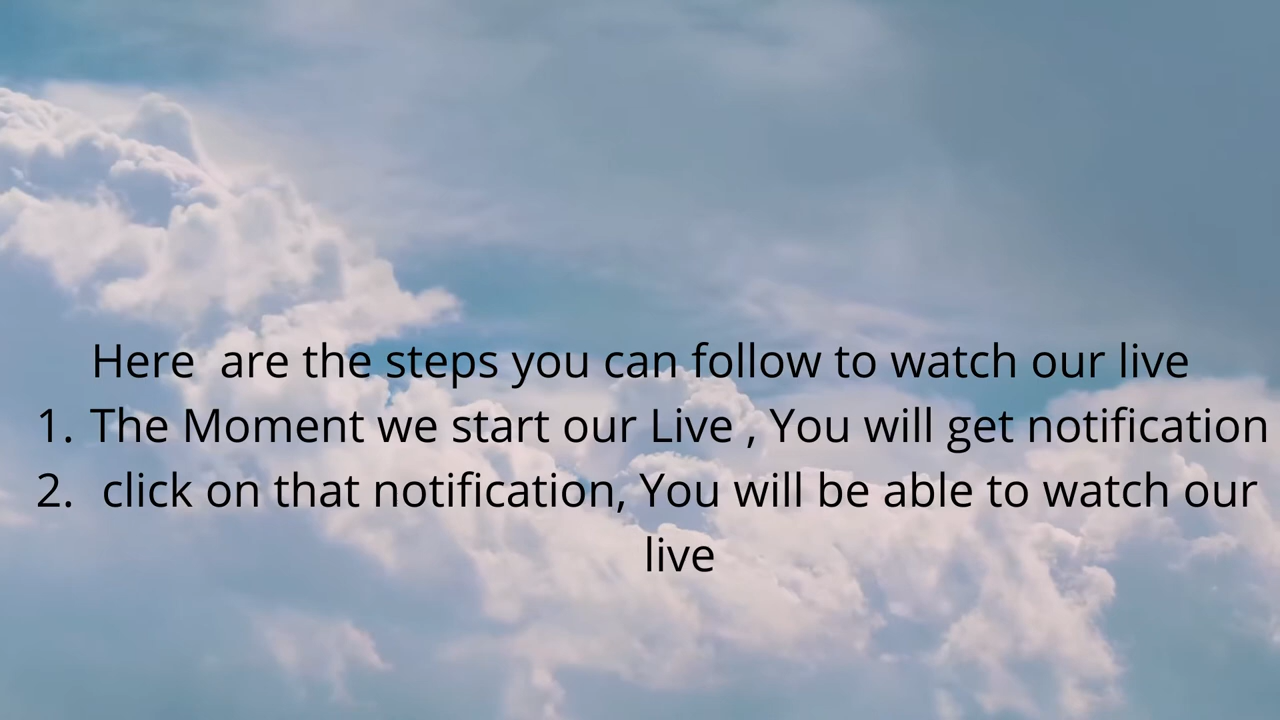 Here  are the steps you can follow to watch our live
1. The Moment we start our Live , You will get notification
2.  click on that notification, You will be able to watch our
live